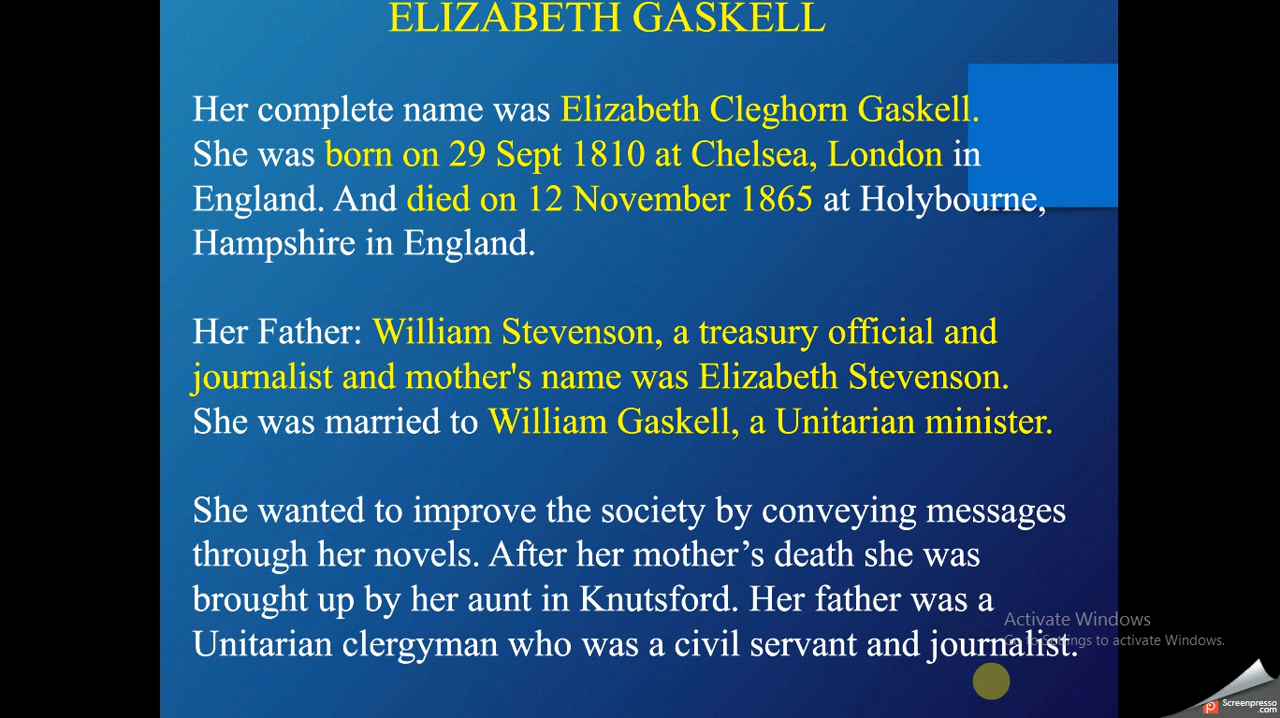 ELIZABETH GASKELL
Her complete name was Elizabeth Cleghorn Gaskell.
She was born on 29 Sept 1810 at Chelsea, London in
England. And died on 12 November 1865 at Holybourne,
Hampshire in England.
Her Father: William Stevenson, a treasury official and
journalist and mother's name was Elizabeth Stevenson.
She was married to William Gaskell, a Unitarian minister.
She wanted to improve the society by conveying messages
through her novels. After her mother’s death she was
brought up by her aunt in Knutsford. Her father was a
Unitarian clergyman who was a civil servant and journalist.
Activate Windows
Go to Settings to activate Windows.
Screenpresso
.com